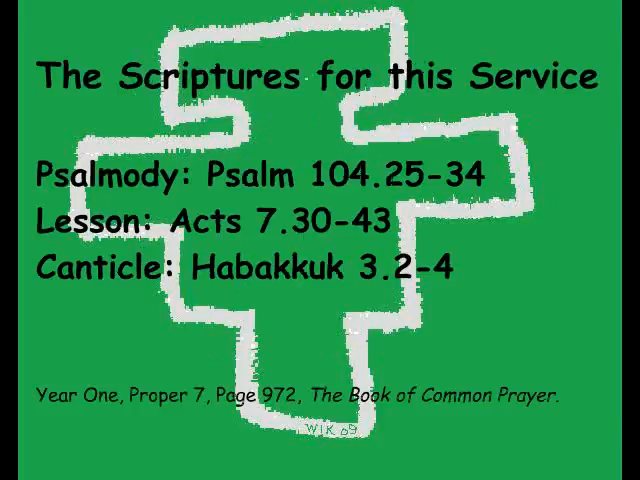 The Scriptures for this Service
Psalmody: Psalm 104.25-34
Lesson: Acts 7.30-43
Canticle: Habakkuk 3.2-4
Year One, Proper 7, Page 972, The Book of Common Prayer.
WIK 09